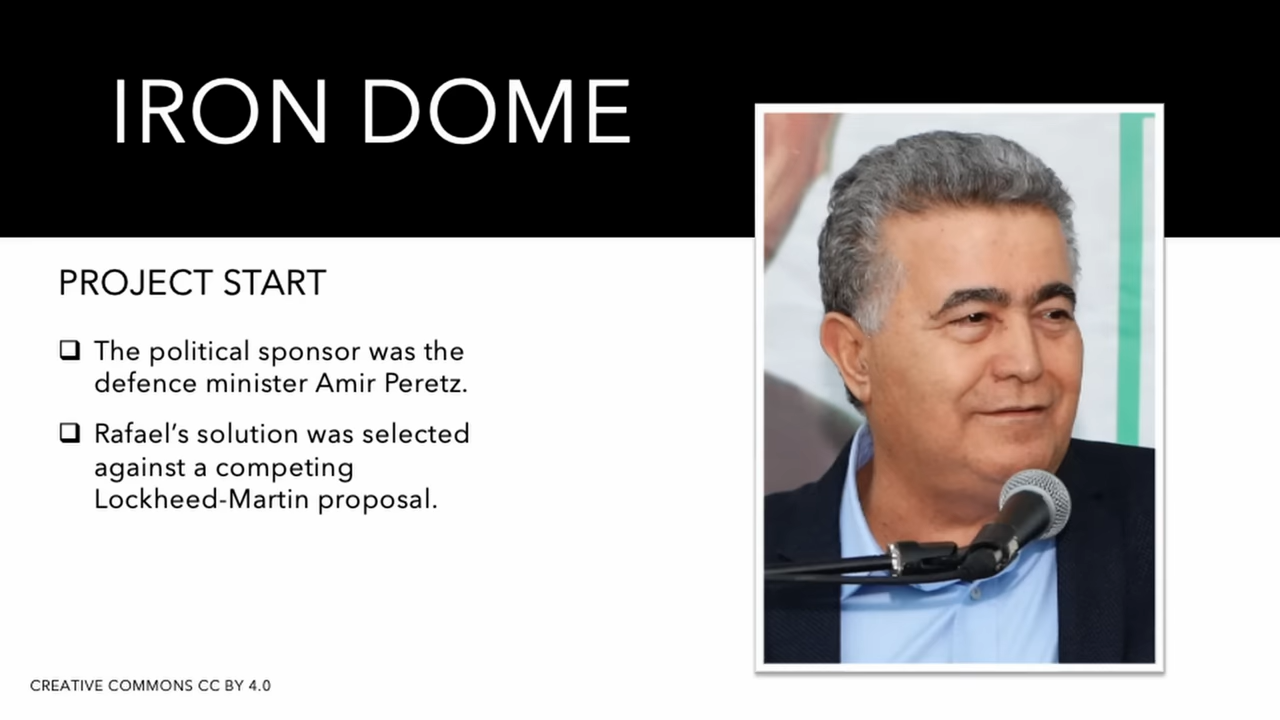 IRON DOME
PROJECT START
❑ The political sponsor was the
defence minister Amir Peretz.
❑ Rafael’s solution was selected
against a competing
Lockheed-Martin proposal.
CREATIVE COMMONS CC BY 4.0